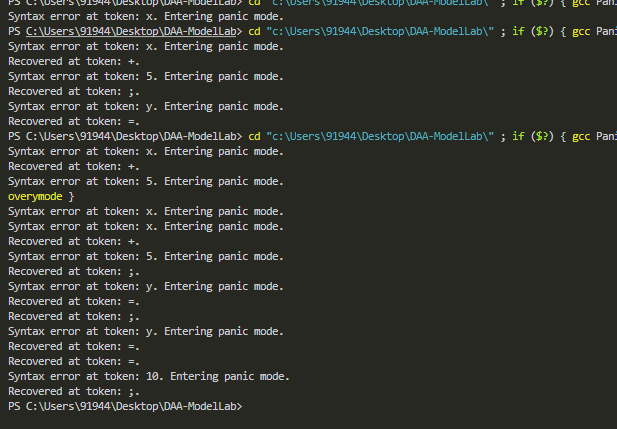 PS C:\Users\91944\Desktop\DAA-ModelLab> cd "c:\Users\91944\Desktop\DAA-ModelLab\" ; if ($?) { gcc Pani
Syntax error at token: x. Entering panic mode.
PS C:\Users\91944\Desktop\DAA-ModelLab> cd "c:\Users\91944\Desktop\DAA-ModelLab\" ; if ($?) { gcc Pani
Syntax error at token: x. Entering panic mode.
Recovered at token: +.
Syntax error at token: 5. Entering panic mode.
Recovered at token: ;.
Syntax error at token: y. Entering panic mode.
Recovered at token: =.
PS C:\Users\91944\Desktop\DAA-ModelLab> cd "c:\Users\91944\Desktop\DAA-ModelLab\" ; if ($?) { gcc Pani
Syntax error at token: x. Entering panic mode.
Recovered at token: +.
Syntax error at token: 5. Entering panic mode.
overymode }
Syntax error at token: x. Entering panic mode.
Syntax error at token: x. Entering panic mode.
Recovered at token: +.
Syntax error at token: 5. Entering panic mode.
Recovered at token: ;.
Syntax error at token: y. Entering panic mode.
Recovered at token: =.
Recovered at token: ;.
Syntax error at token: y. Entering panic mode.
Recovered at token: =.
Recovered at token: =.
Syntax error at token: 10. Entering panic mode.
Recovered at token: ;.
PS C:\Users\91944\Desktop\DAA-ModelLab>